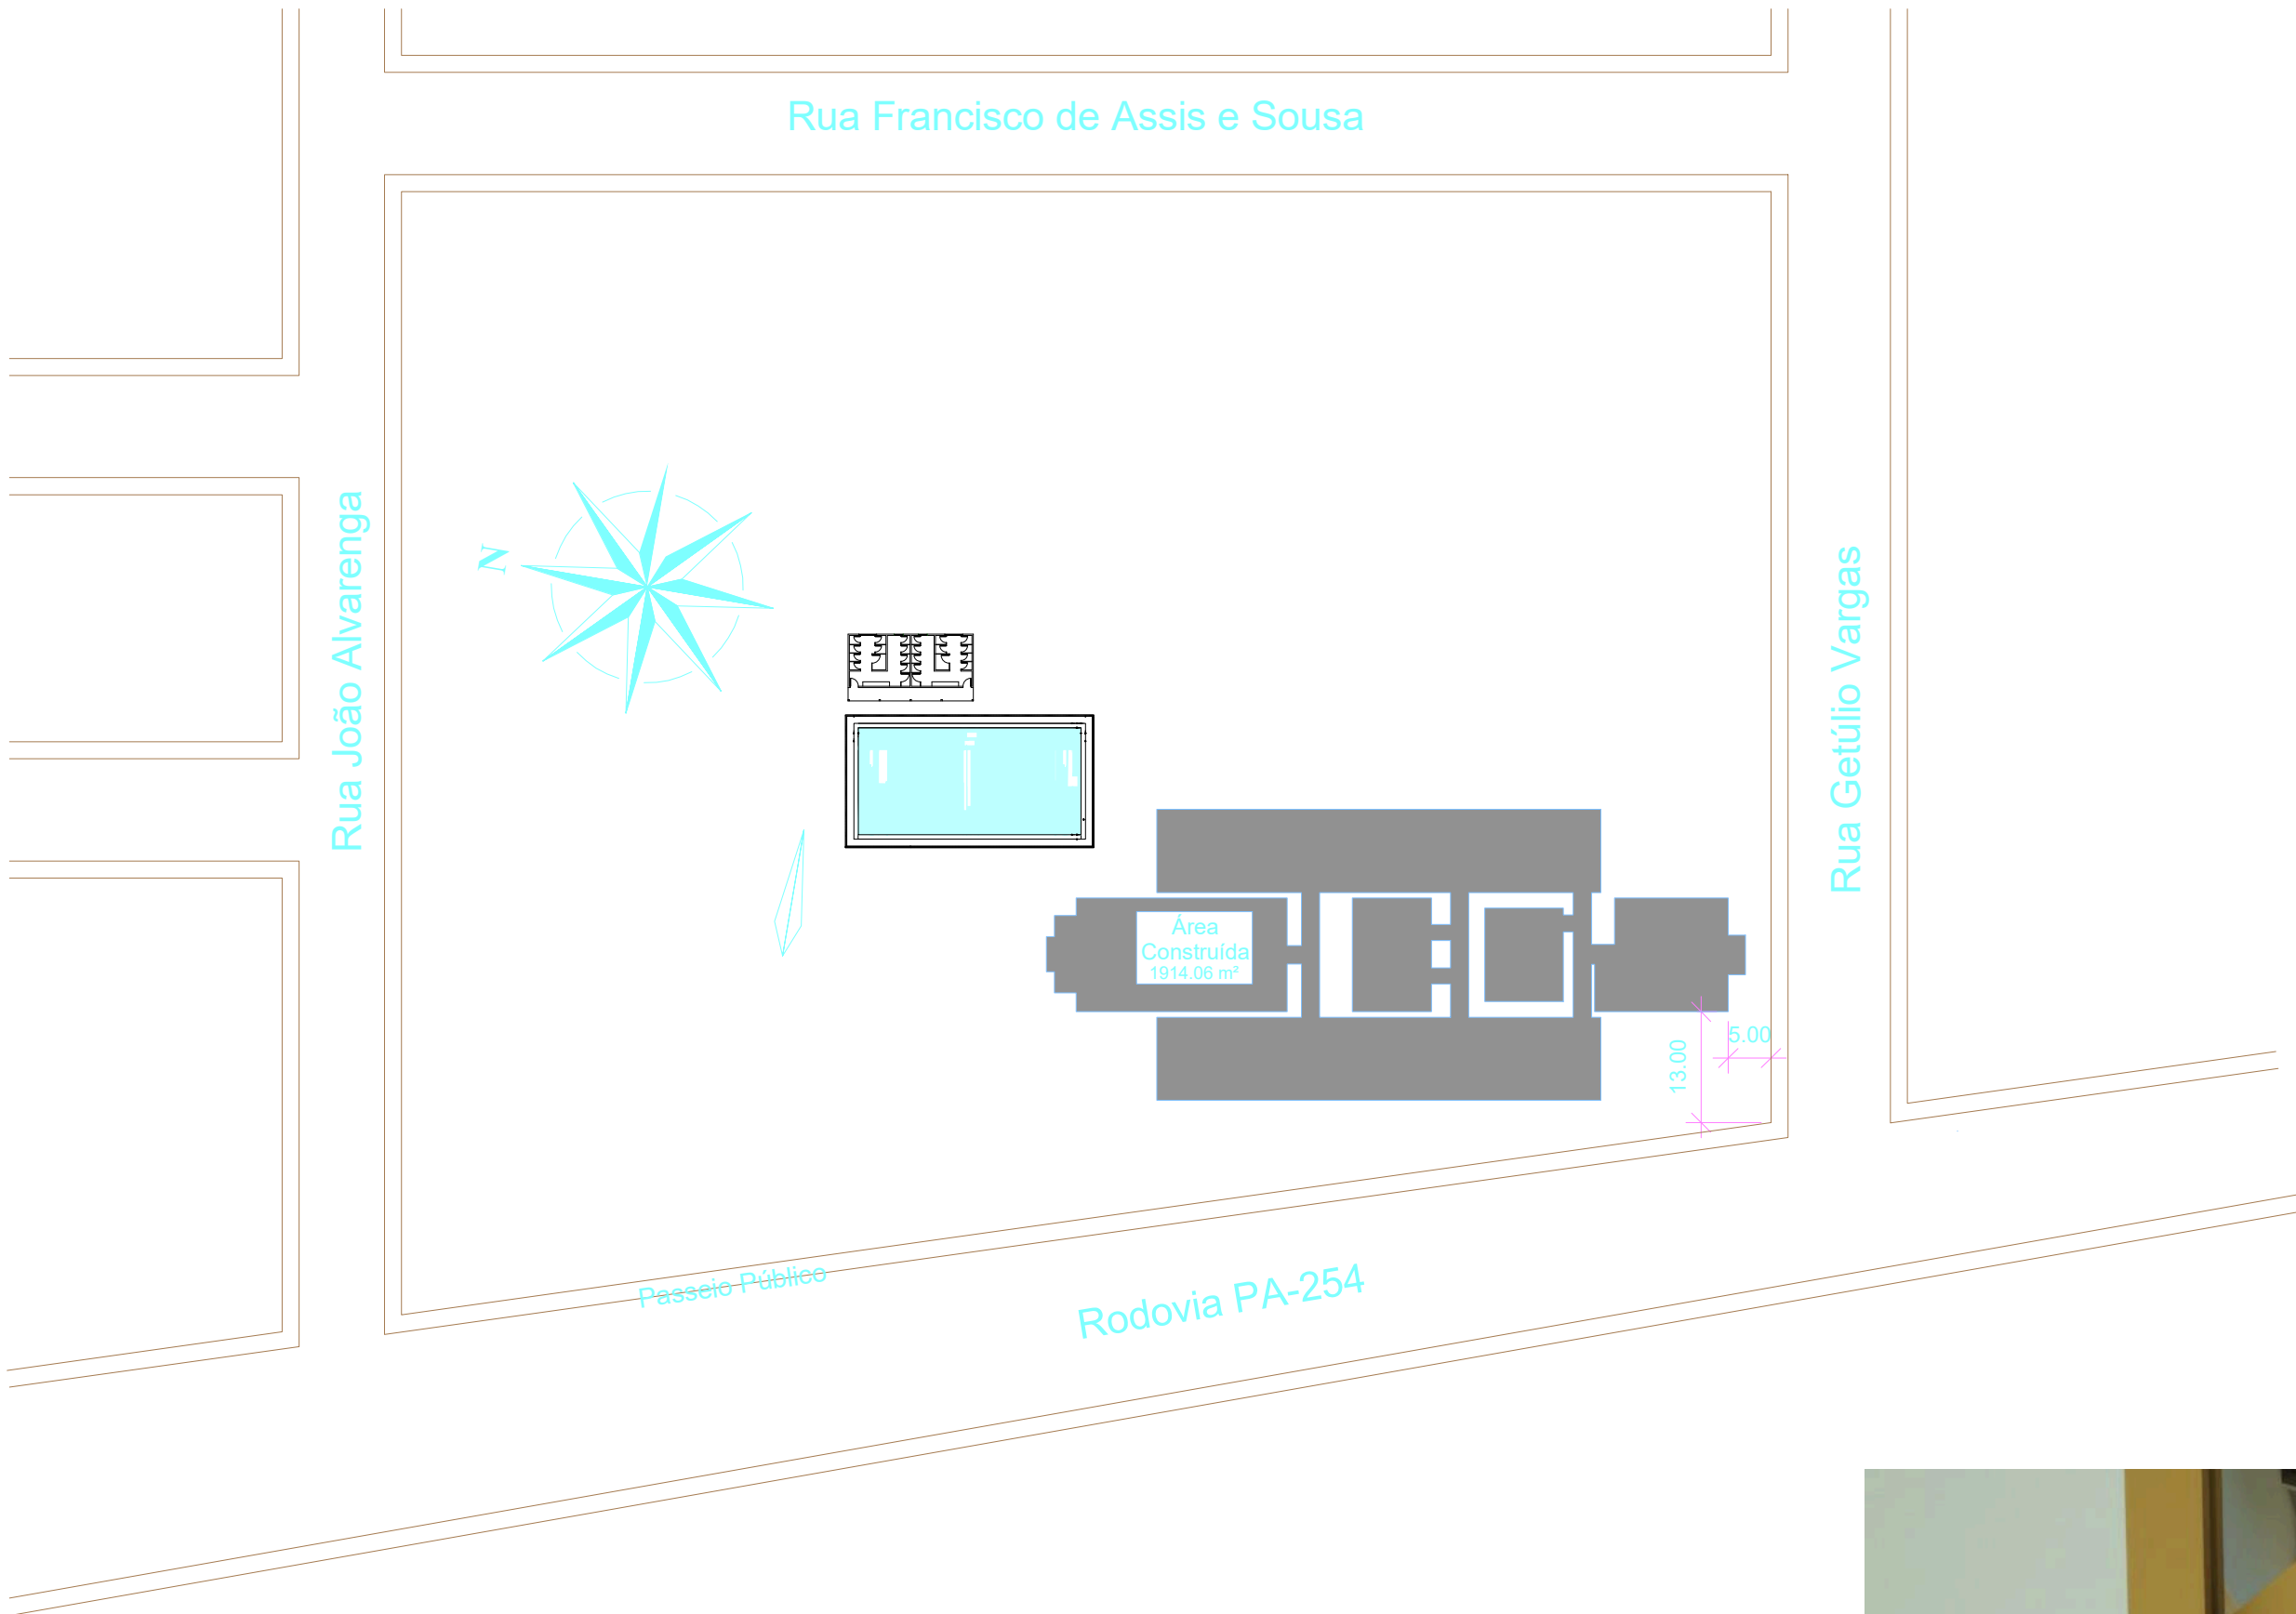 Rua Francisco de Assis e Sousa
Rua João Alvarenga
N
Rua Getúlio Vargas
Área
Construída
1914.06 m²
5.00
13.00
Passeio Público
Rodovia PA-254